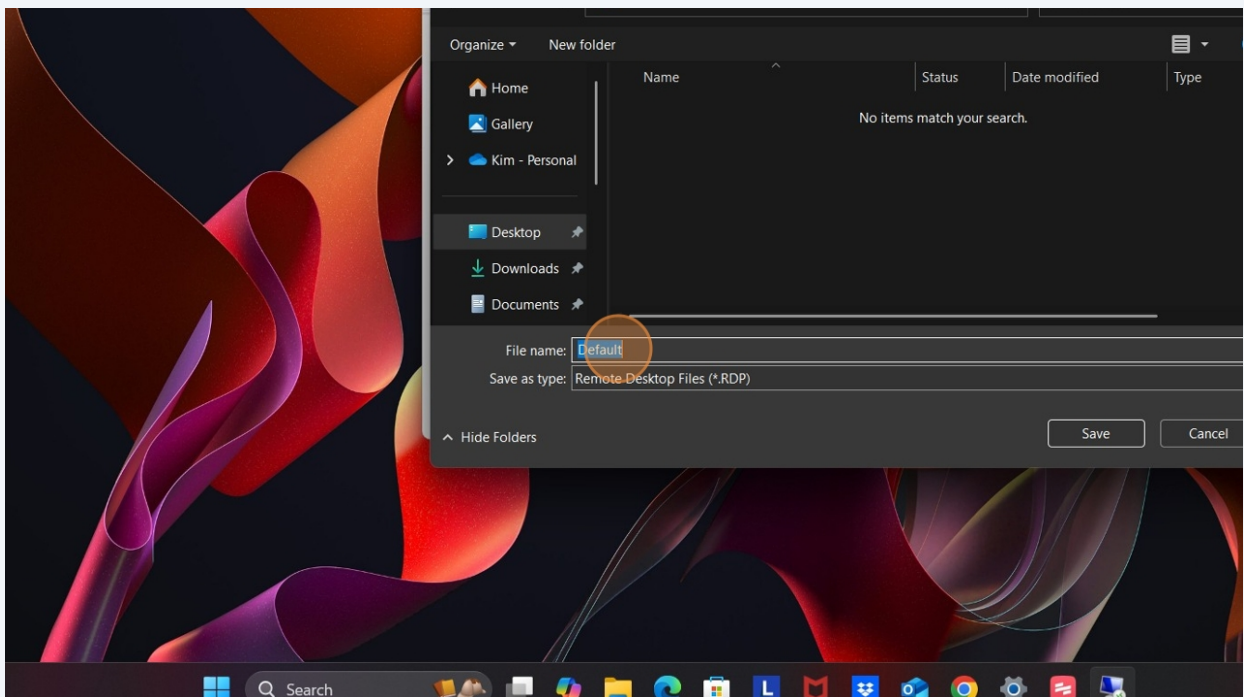 Organize New folder
Name Status Date modified Type
Home
No items match your search.
Gallery
Kim - Personal
Desktop
Downloads
Documents
File name: Default
Save as type: Remote Desktop Files (*.RDP)
Hide Folders Save Cancel
Search L